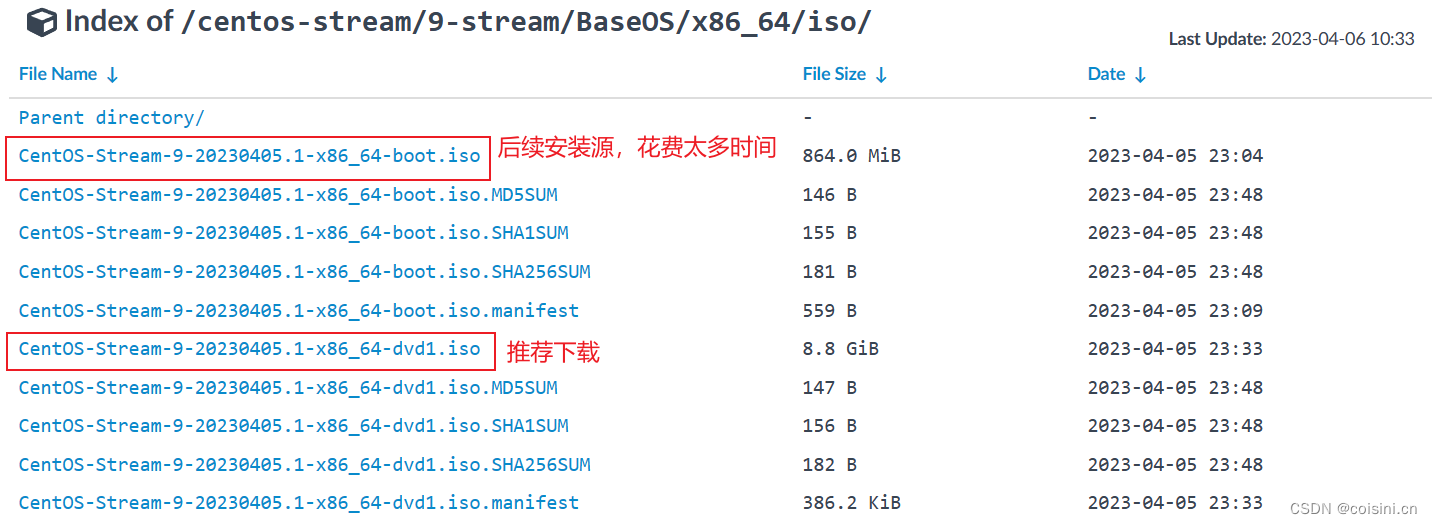 Index of /centos-stream/9-stream/BaseOS/x86_64/iso/
Last Update: 2023-04-06 10:33
File Name ↓ File Size ↓ Date ↓
Parent directory/ - -
CentOS-Stream-9-20230405.1-x86_64-boot.iso 后续安装源，花费太多时间 864.0 MiB 2023-04-05 23:04
CentOS-Stream-9-20230405.1-x86_64-boot.iso.MD5SUM 146 B 2023-04-05 23:48
CentOS-Stream-9-20230405.1-x86_64-boot.iso.SHA1SUM 155 B 2023-04-05 23:48
CentOS-Stream-9-20230405.1-x86_64-boot.iso.SHA256SUM 181 B 2023-04-05 23:48
CentOS-Stream-9-20230405.1-x86_64-boot.iso.manifest 559 B 2023-04-05 23:09
CentOS-Stream-9-20230405.1-x86_64-dvd1.iso 推荐下载 8.8 GiB 2023-04-05 23:33
CentOS-Stream-9-20230405.1-x86_64-dvd1.iso.MD5SUM 147 B 2023-04-05 23:48
CentOS-Stream-9-20230405.1-x86_64-dvd1.iso.SHA1SUM 156 B 2023-04-05 23:48
CentOS-Stream-9-20230405.1-x86_64-dvd1.iso.SHA256SUM 182 B 2023-04-05 23:48
CentOS-Stream-9-20230405.1-x86_64-dvd1.iso.manifest 386.2 KiB 2023-04-05 23:33
CSDN @coisini.cn